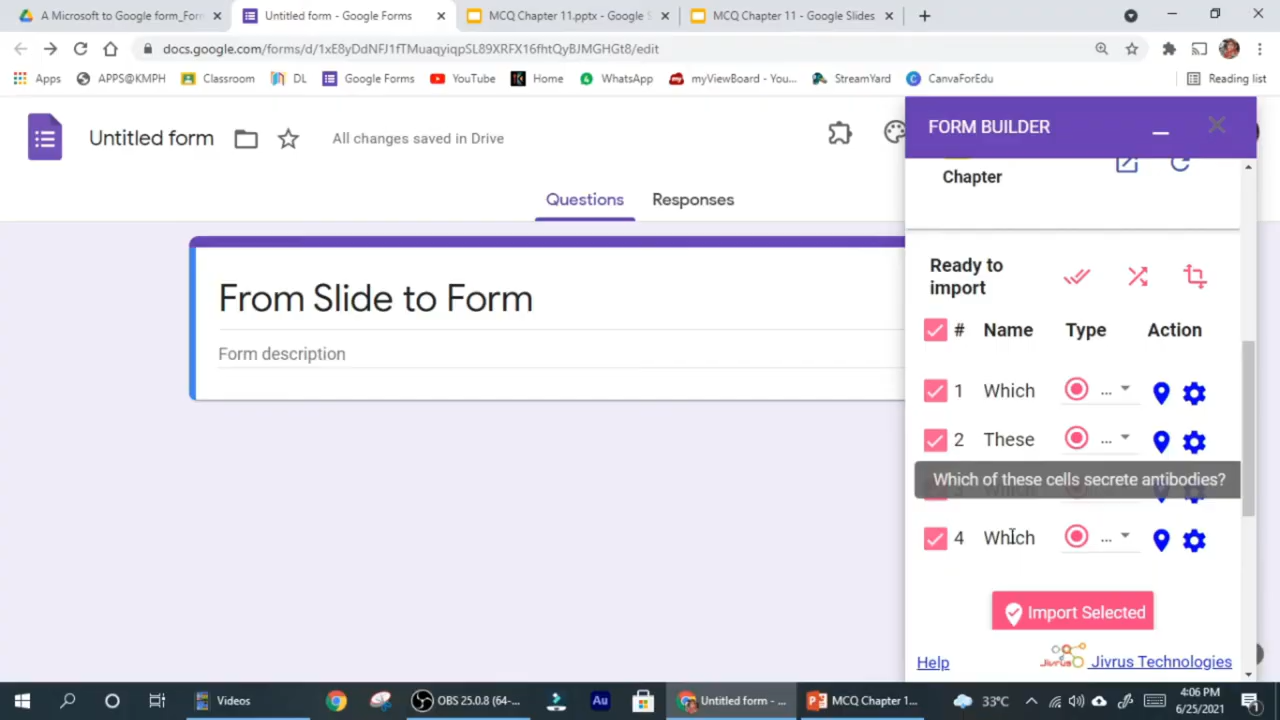 A Microsoft to Google form_Form
Untitled form - Google Forms
MCQ Chapter 11.pptx - Google S
MCQ Chapter 11 - Google Slides
docs.google.com/forms/d/1xE8yDdNFJ1fTMuaqyiqpSL89XRFX16fhtQyBJMGHGt8/edit
Apps
APPS@KMPH
Classroom
DL
Google Forms
YouTube
Home
WhatsApp
myViewBoard - You...
StreamYard
CanvaForEdu
Reading list
Untitled form
All changes saved in Drive
FORM BUILDER
Chapter
Questions
Responses
From Slide to Form
Form description
Ready to
import
# Name Type Action
1 Which ...
2 These ...
Which of these cells secrete antibodies?
4 Which ...
Import Selected
Help
Jivrus Technologies
Videos
OBS 25.0.8 (64-...
Au
Untitled form - ...
MCQ Chapter 1...
33°C
4:06 PM
6/25/2021